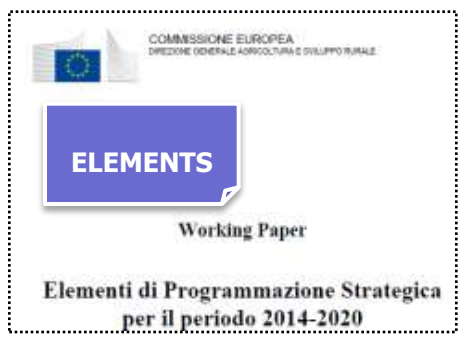 COMMISSIONE EUROPEA
DIREZIONE GENERALE AGRICOLTURA E SVILUPPO RURALE
ELEMENTS
Working Paper
Elementi di Programmazione Strategica
per il periodo 2014-2020